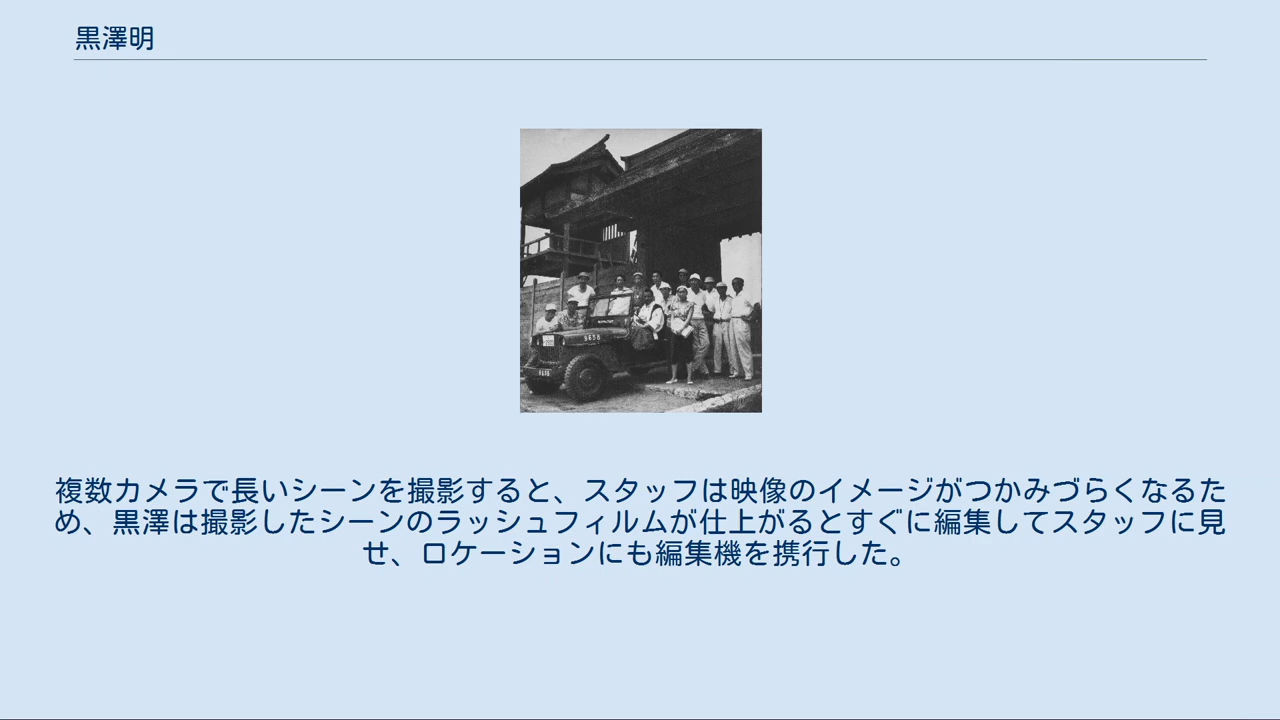 黒澤明
9658
9658
複数カメラで長いシーンを撮影すると、スタッフは映像のイメージがつかみづらくなるた
め、黒澤は撮影したシーンのラッシュフィルムが仕上がるとすぐに編集してスタッフに見
せ、ロケーションにも編集機を携行した。